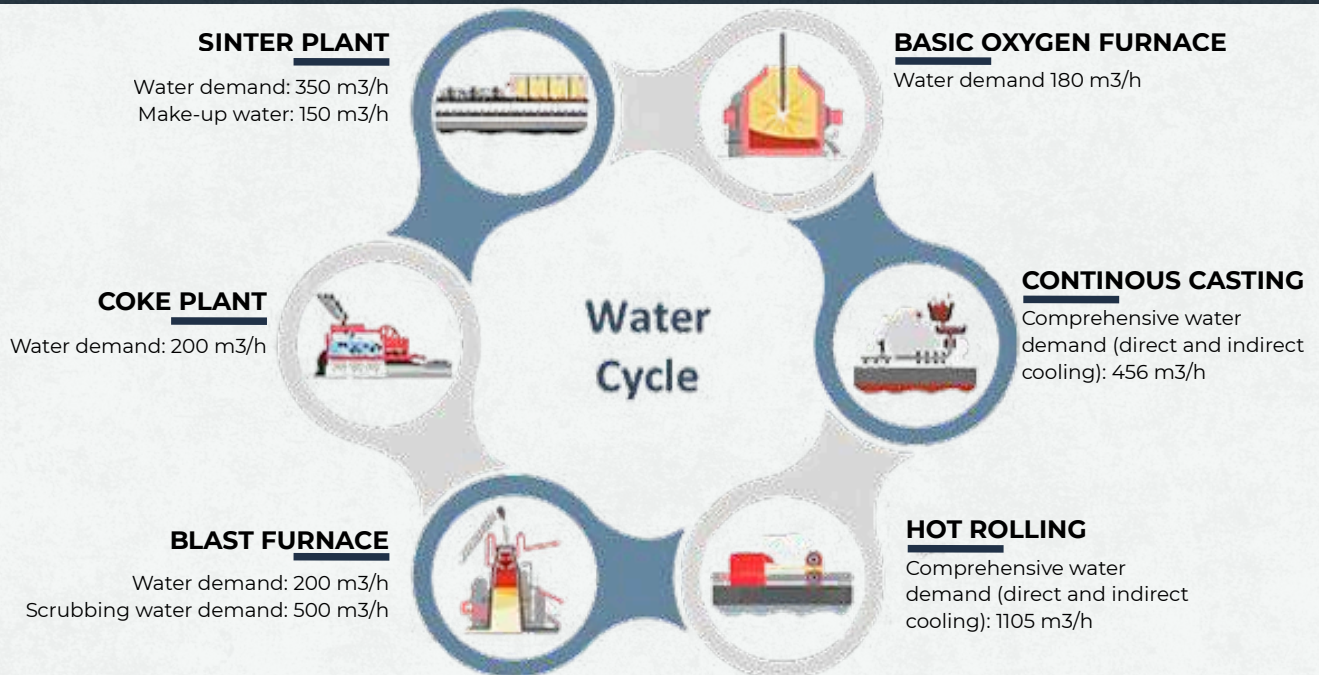 SINTER PLANT
Water demand: 350 m3/h
Make-up water: 150 m3/h
BASIC OXYGEN FURNACE
Water demand 180 m3/h
COKE PLANT
Water demand: 200 m3/h
Water
Cycle
CONTINOUS CASTING
Comprehensive water
demand (direct and indirect
cooling): 456 m3/h
BLAST FURNACE
Water demand: 200 m3/h
Scrubbing water demand: 500 m3/h
HOT ROLLING
Comprehensive water
demand (direct and indirect
cooling): 1105 m3/h